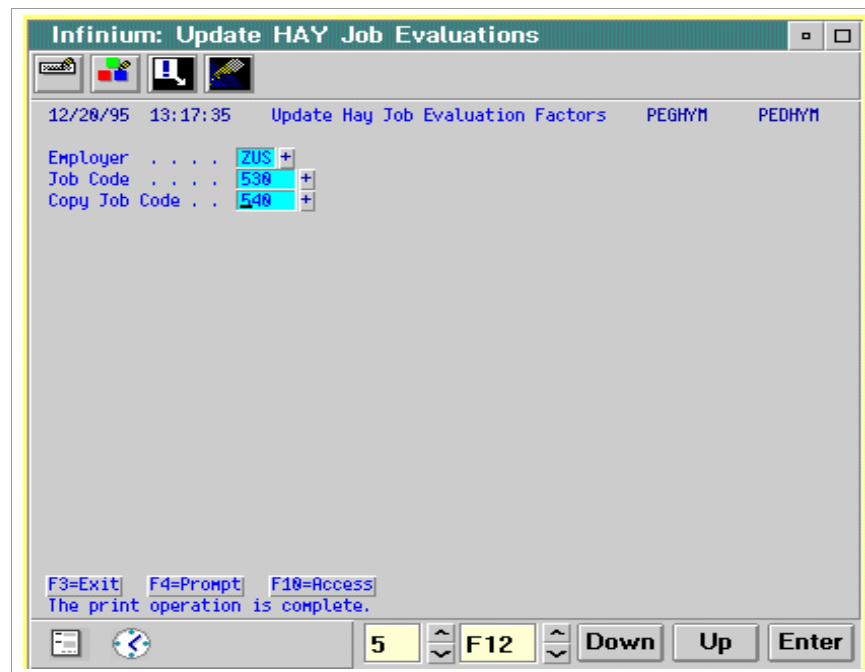 Infinium: Update HAY Job Evaluations
12/20/95 13:17:35 Update Hay Job Evaluation Factors PEGHYM PEDHYM
Employer . . . . ZUS +
Job Code . . . . 530 +
Copy Job Code . . 540 +
F3=Exit F4=Prompt F10=Access
The print operation is complete.
5 F12 Down Up Enter